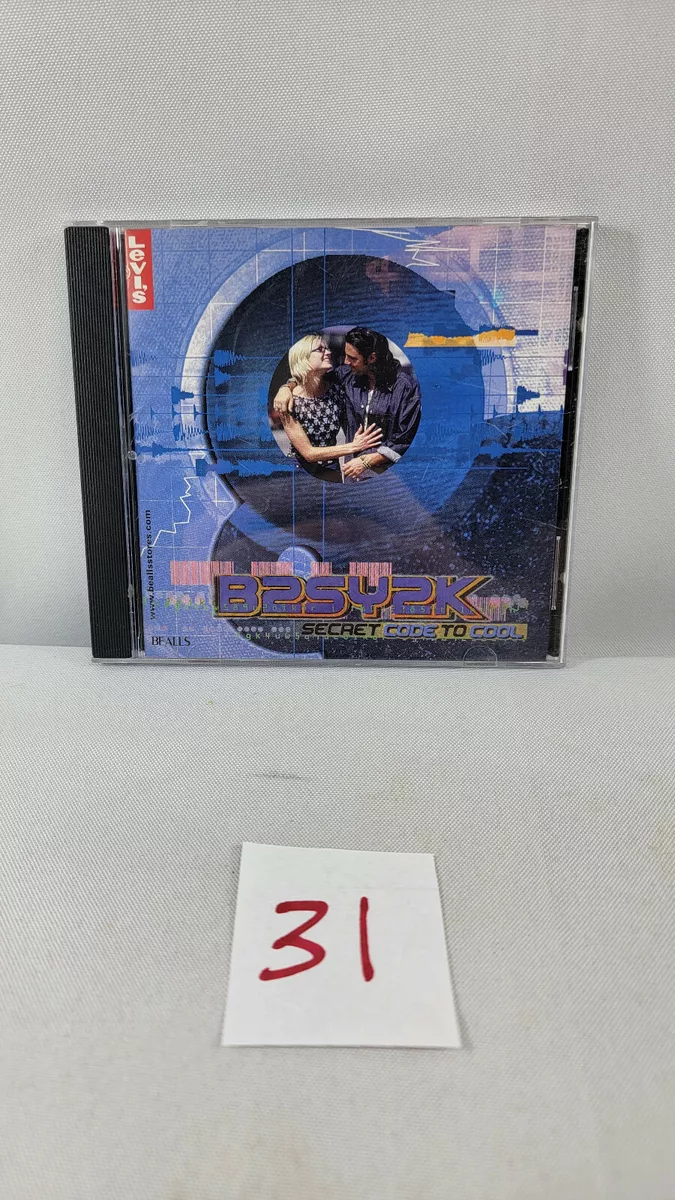 Levi's
www.beallsstores.com
B2SY2K
SECRET CODE TO COOL
BEALLS
31